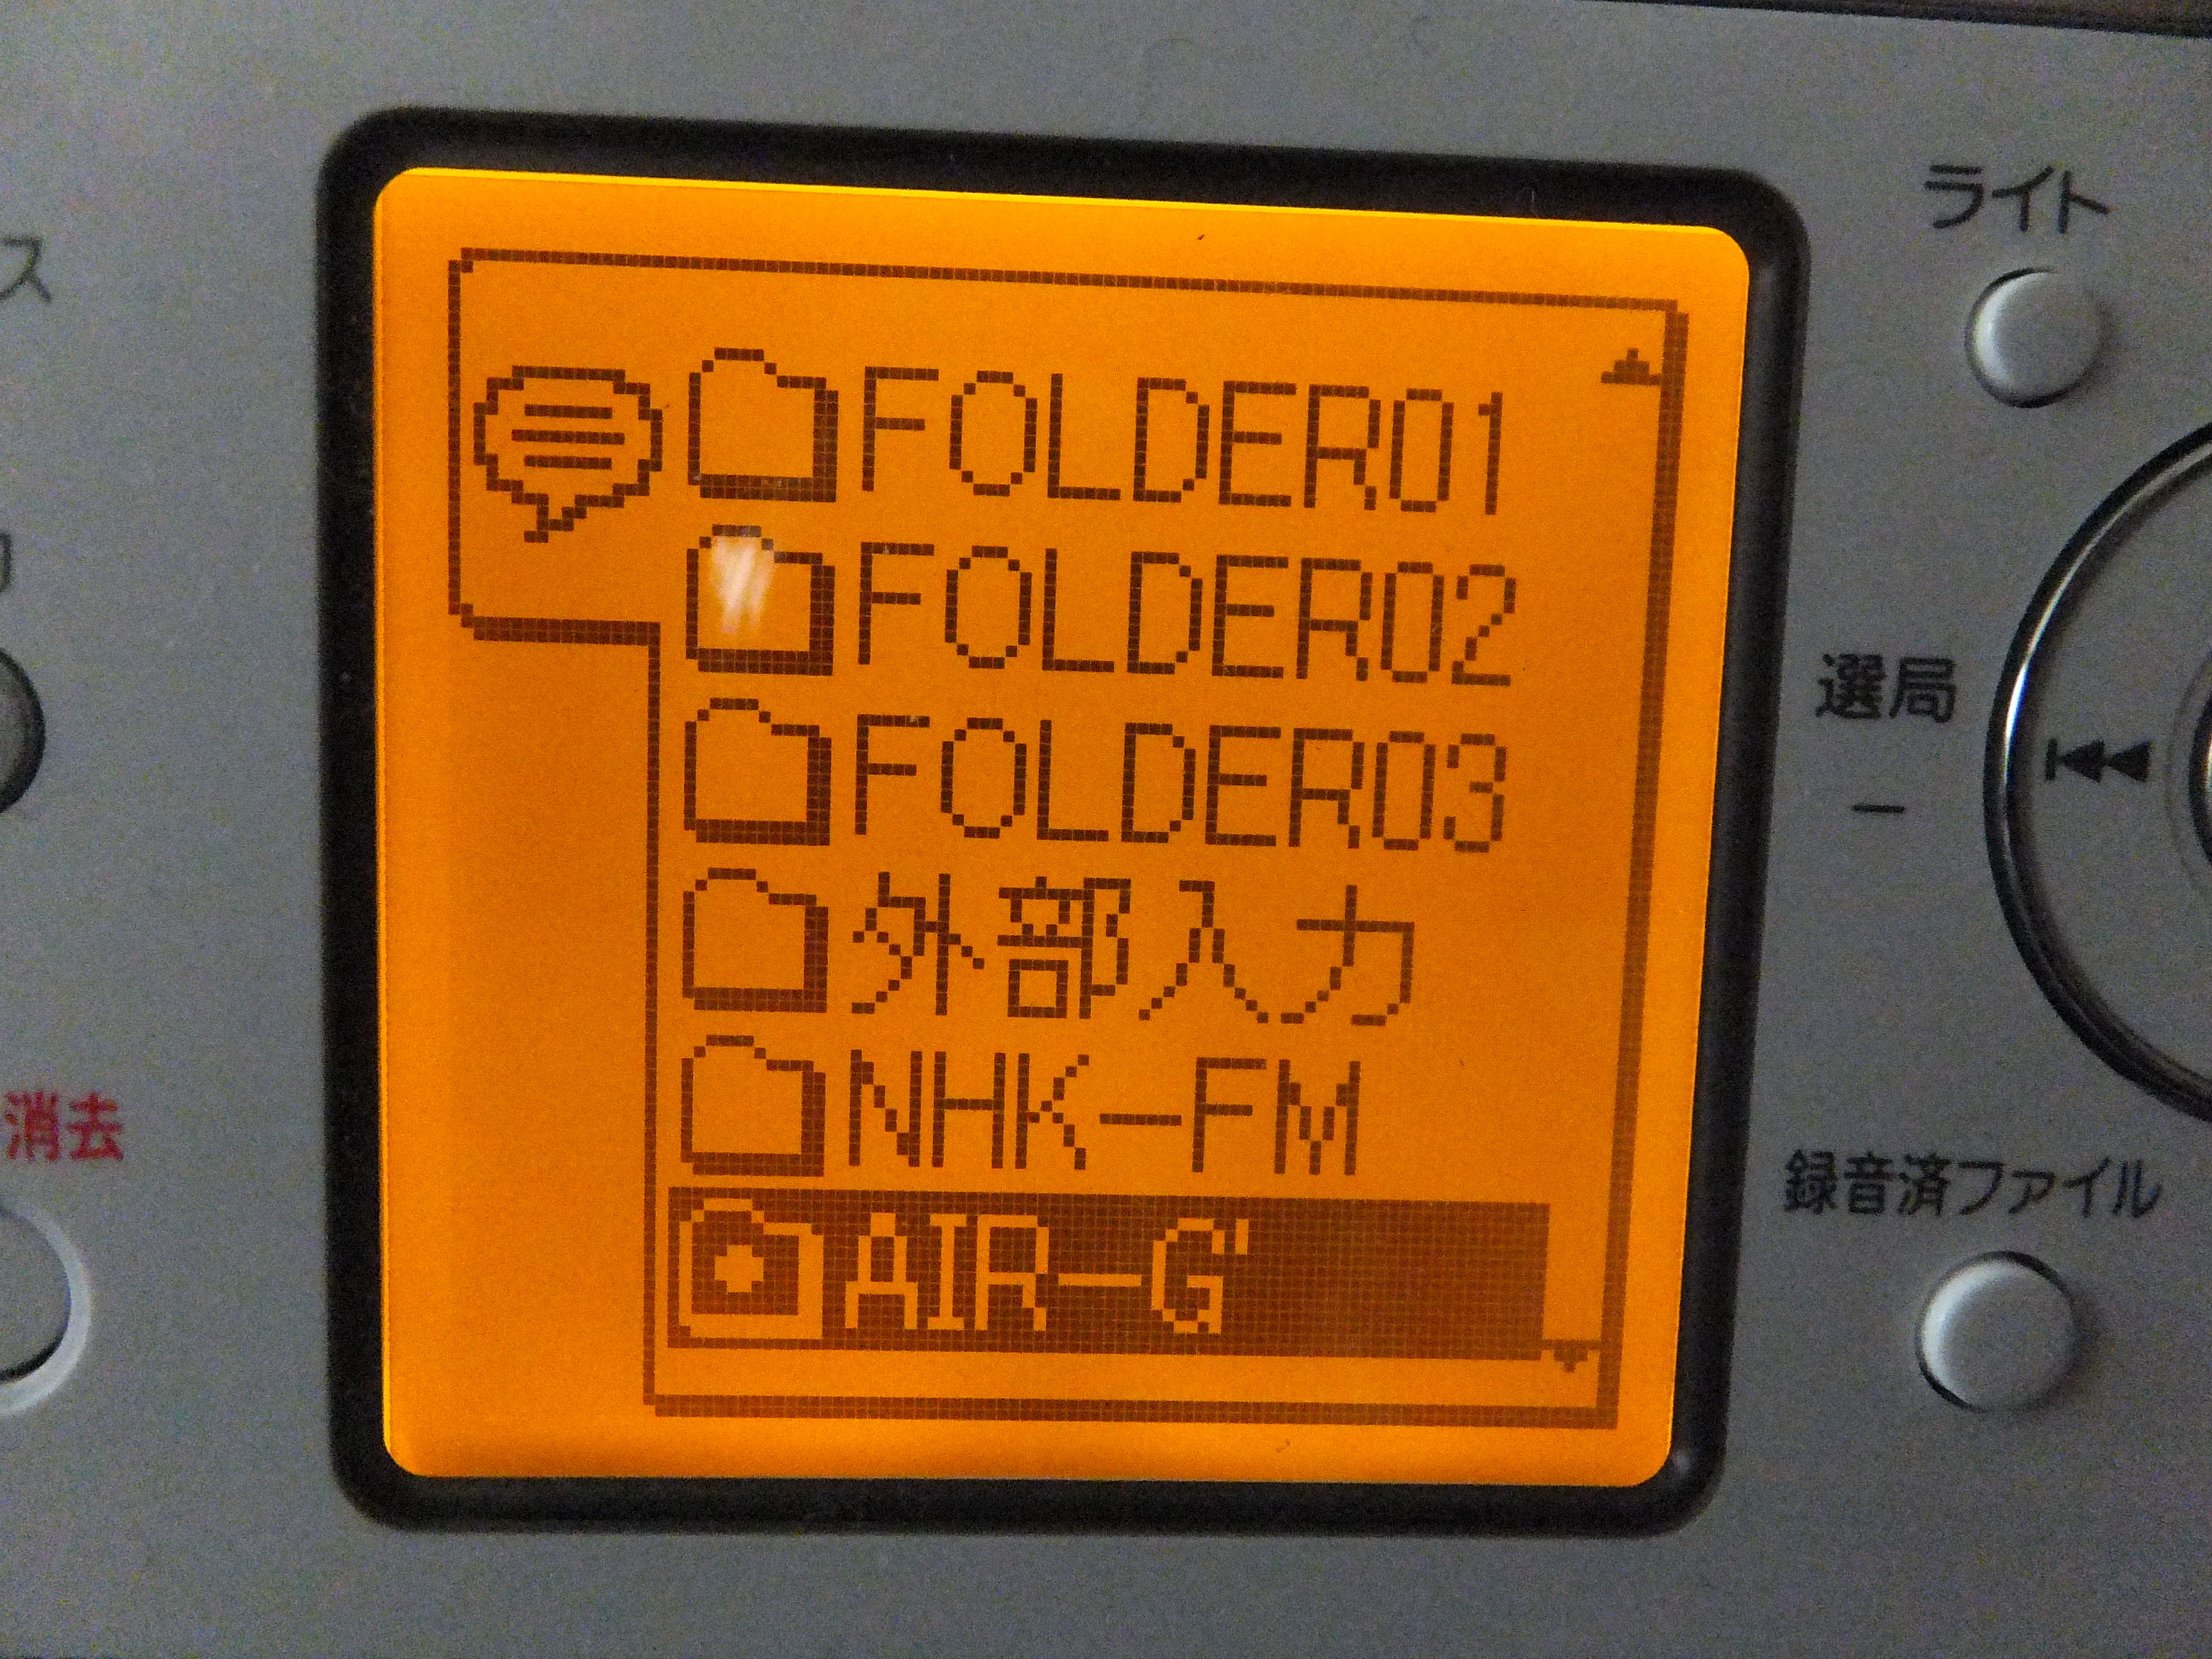 ス
ライト
FOLDER01
FOLDER02
FOLDER03
選局
−
外部入力
NHK−FM
消去
録音済ファイル
AIR−G'